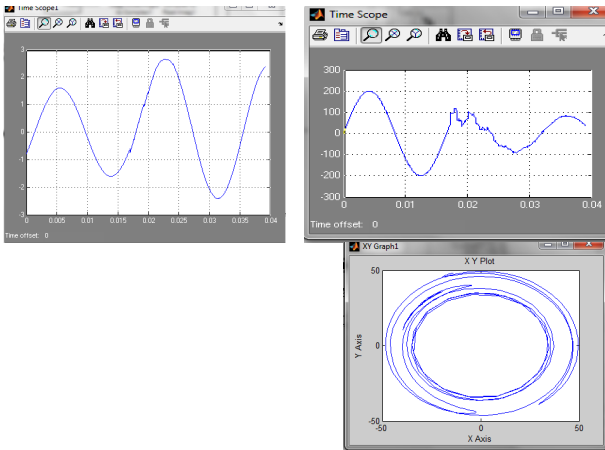 Time Scope1
3
2
1
0
-1
-2
-3
0 0.005 0.01 0.015 0.02 0.025 0.03 0.035 0.04
Time offset: 0
Time Scope
300
200
100
0
-100
-200
-300
0 0.01 0.02 0.03 0.04
Time offset: 0
XY Graph1
X Y Plot
50
0
-50
Y Axis
-50 0 50
X Axis